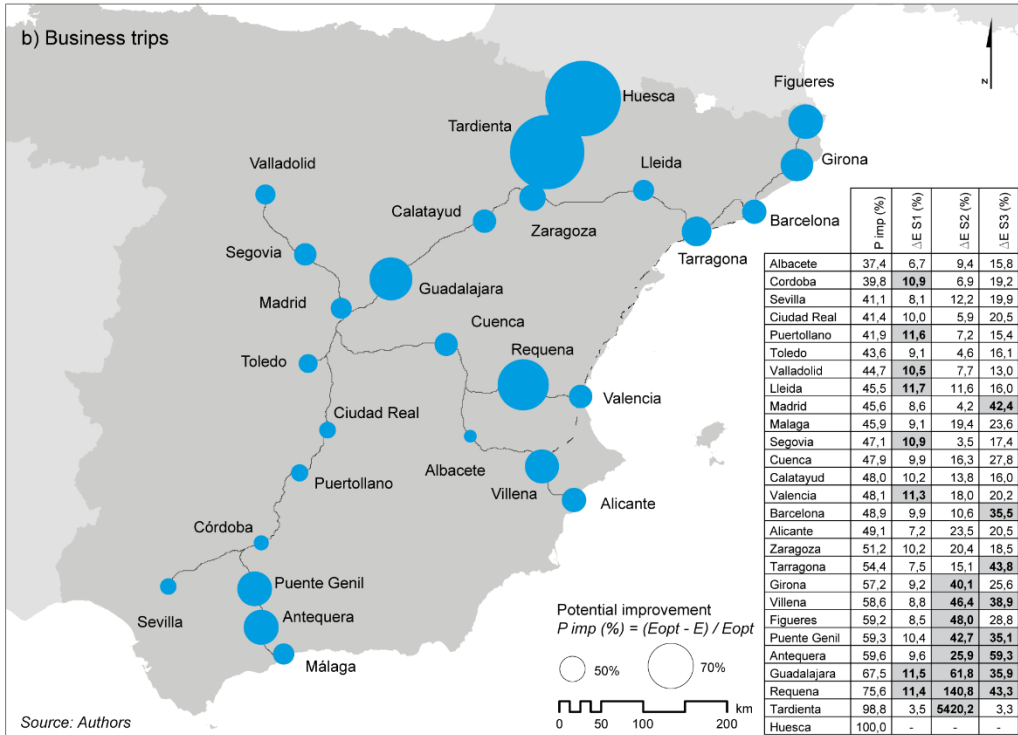 b) Business trips
N
Figueres
Huesca
Tardienta
Girona
Lleida
Valladolid
Calatayud
Zaragoza
Barcelona
Tarragona
Segovia
Guadalajara
Madrid
Cuenca
Requena
Toledo
Valencia
Ciudad Real
Albacete
Villena
Puertollano
Alicante
Córdoba
Puente Genil
Sevilla
Antequera
Málaga
Potential improvement
P imp (%) = (Eopt - E) / Eopt
50% 70%
km
0 50 100 200
Source: Authors
P imp (%) △E S1 (%) △E S2 (%) △E S3 (%)
Albacete 37,4 6,7 9,4 15,8
Cordoba 39,8 10,9 6,9 19,2
Sevilla 41,1 8,1 12,2 19,9
Ciudad Real 41,4 10,0 5,9 20,5
Puertollano 41,9 11,6 7,2 15,4
Toledo 43,6 9,1 4,6 16,1
Valladolid 44,7 10,5 7,7 13,0
Lleida 45,5 11,7 11,6 16,0
Madrid 45,6 8,6 4,2 42,4
Malaga 45,9 9,1 19,4 23,6
Segovia 47,1 10,9 3,5 17,4
Cuenca 47,9 9,9 16,3 27,8
Calatayud 48,0 10,2 13,8 16,0
Valencia 48,1 11,3 18,0 20,2
Barcelona 48,9 9,9 10,6 35,5
Alicante 49,1 7,2 23,5 20,5
Zaragoza 51,2 10,2 20,4 18,5
Tarragona 54,4 7,5 15,1 43,8
Girona 57,2 9,2 40,1 25,6
Villena 58,6 8,8 46,4 38,9
Figueres 59,2 8,5 48,0 28,8
Puente Genil 59,3 10,4 42,7 35,1
Antequera 59,6 9,6 25,9 59,3
Guadalajara 67,5 11,5 61,8 35,9
Requena 75,6 11,4 140,8 43,3
Tardienta 98,8 3,5 5420,2 3,3
Huesca 100,0 - - -